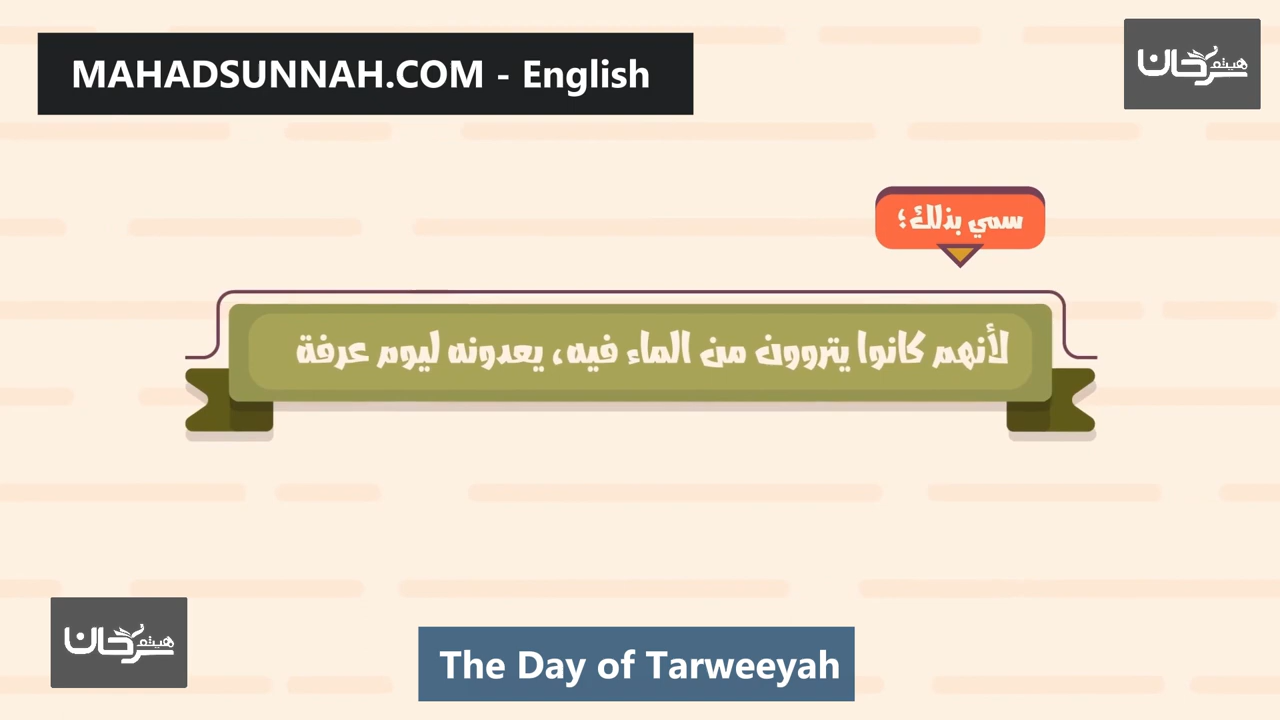 MAHADSUNNAH.COM - English
هيثم سرحان
سمي بذلك؛
لأنهم كانوا يتروون من الماء فيه، يعدونه ليوم عرفة
هيثم سرحان
The Day of Tarweeyah